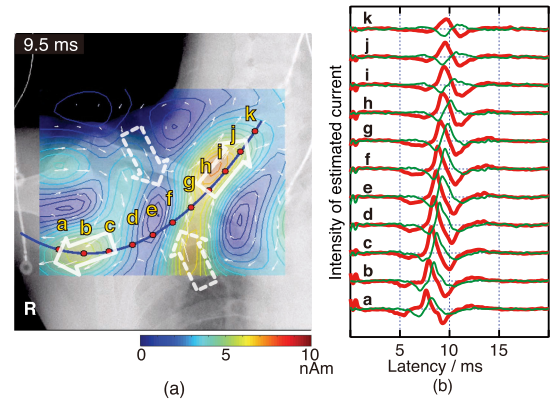 9.5 ms
k
j
i
h
g
f
e
d
c
b
a
R
0 5 10
nAm
(a)
Intensity of estimated current
k
j
i
h
g
f
e
d
c
b
a
5 10 15
Latency / ms
(b)